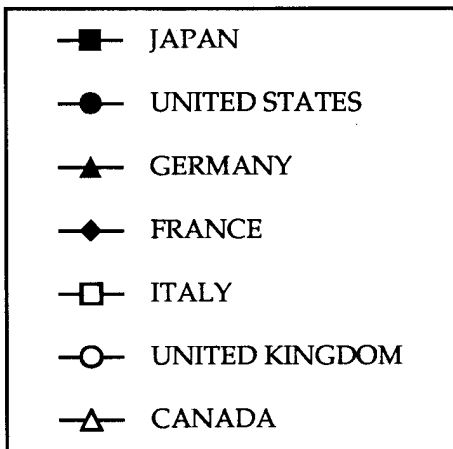 JAPAN
UNITED STATES
GERMANY
FRANCE
ITALY
UNITED KINGDOM
CANADA